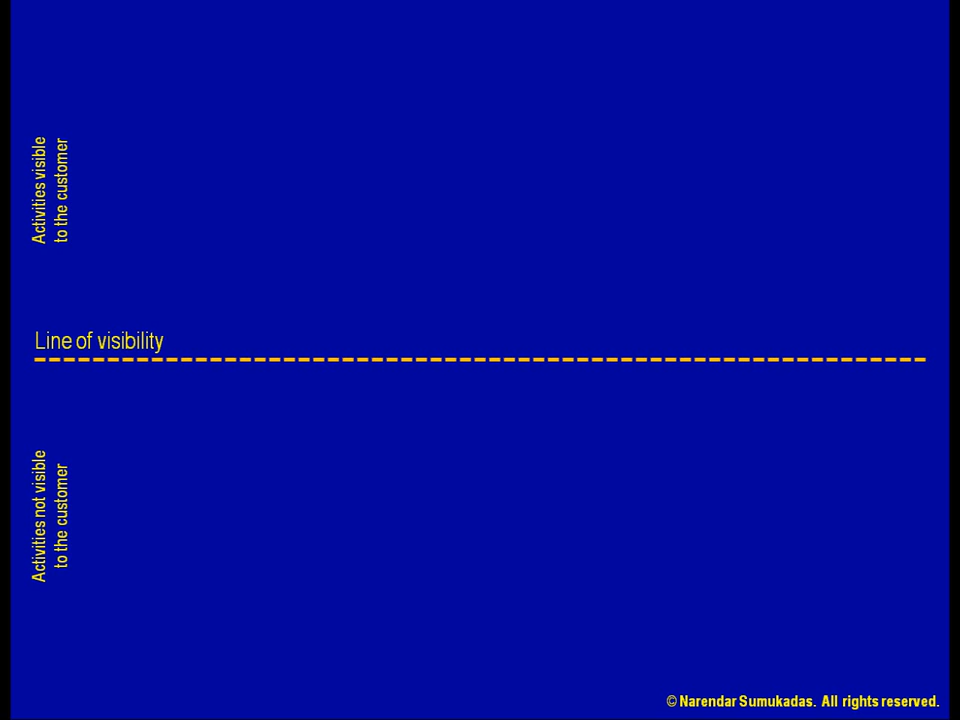 Activities visible
to the customer
Line of visibility
Activities not visible
to the customer
© Narendar Sumukadas. All rights reserved.